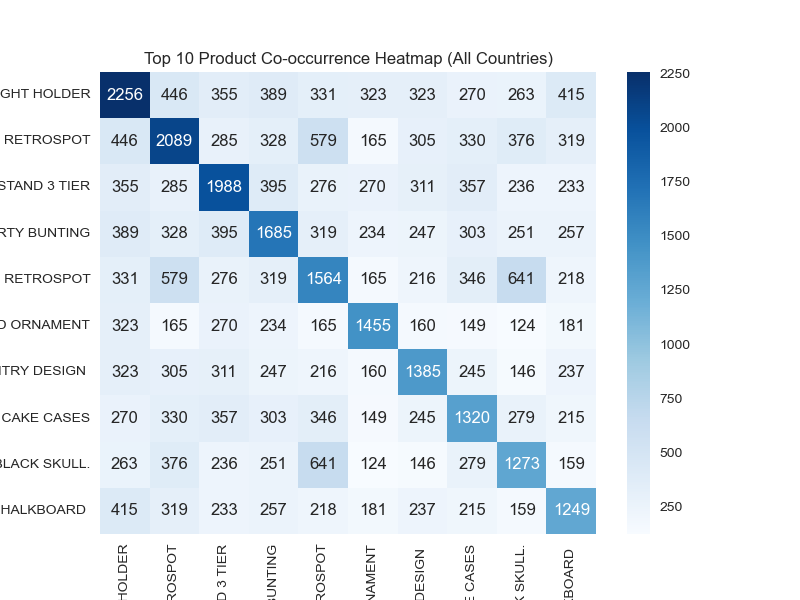 Top 10 Product Co-occurrence Heatmap (All Countries)
GHT HOLDER 2256 446 355 389 331 323 323 270 263 415
RETROSPOT 446 2089 285 328 579 165 305 330 376 319
STAND 3 TIER 355 285 1988 395 276 270 311 357 236 233
RTY BUNTING 389 328 395 1685 319 234 247 303 251 257
RETROSPOT 331 579 276 319 1564 165 216 346 641 218
D ORNAMENT 323 165 270 234 165 1455 160 149 124 181
NTRY DESIGN 323 305 311 247 216 160 1385 245 146 237
CAKE CASES 270 330 357 303 346 149 245 1320 279 215
BLACK SKULL. 263 376 236 251 641 124 146 279 1273 159
HALKBOARD 415 319 233 257 218 181 237 215 159 1249
HOLDER
ROSPOT
D 3 TIER
BUNTING
ROSPOT
NAMENT
DESIGN
E CASES
K SKULL.
KBOARD
2250
2000
1750
1500
1250
1000
750
500
250